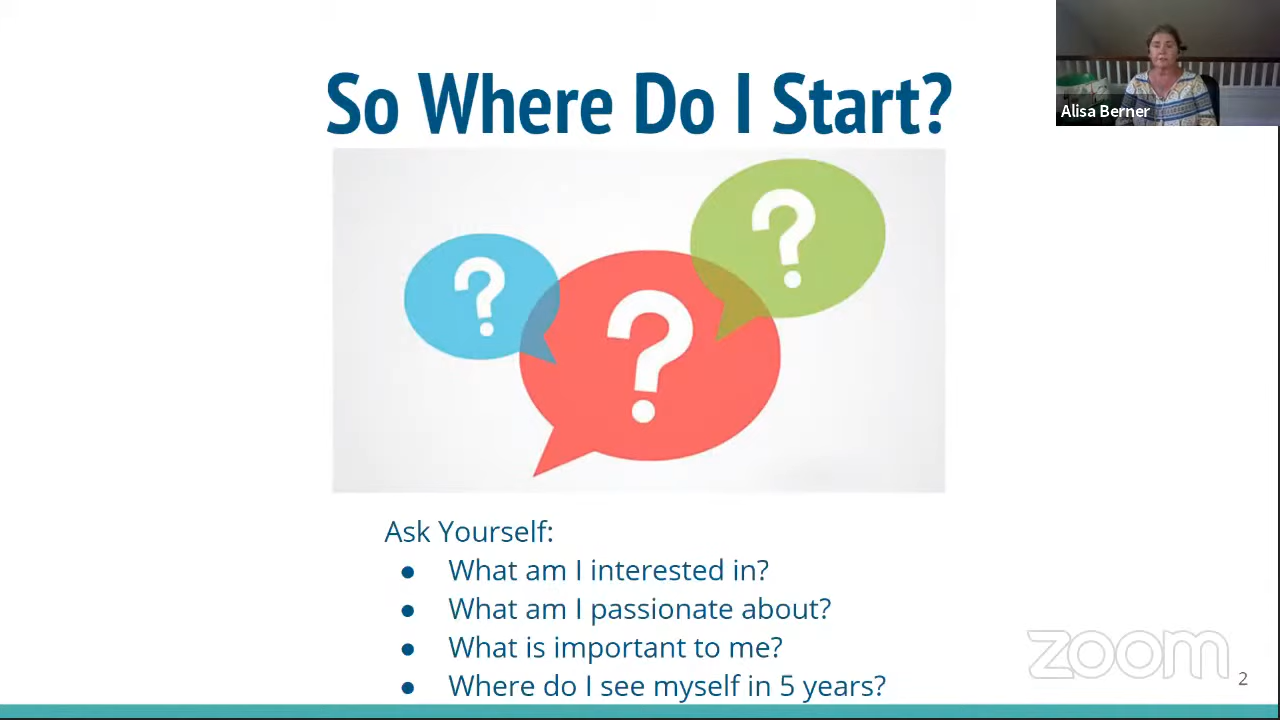 So Where Do I Start?
Alisa Berner
?
?
?
Ask Yourself:
● What am I interested in?
● What am I passionate about?
● What is important to me?
● Where do I see myself in 5 years?
zoom
2